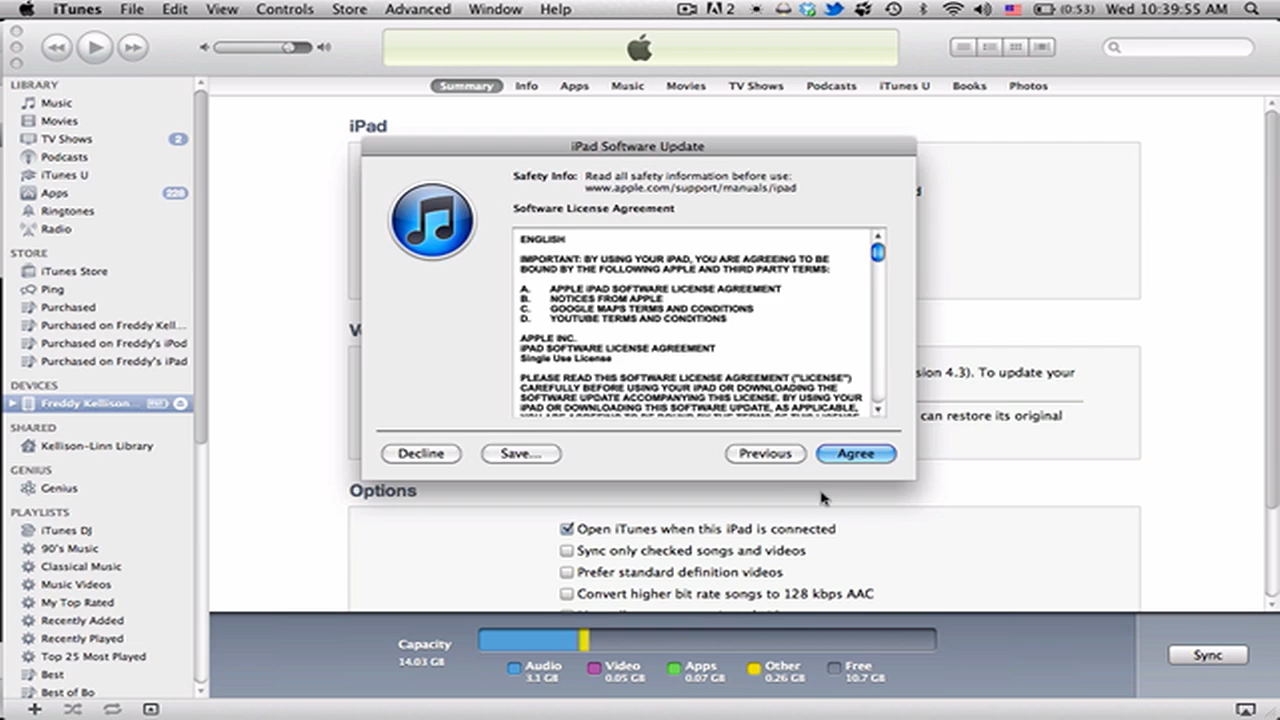 iTunes File Edit View Controls Store Advanced Window Help 2 (0:53) Wed 10:39:55 AM
LIBRARY
Music
Movies
TV Shows 2
Podcasts
iTunes U
Apps 228
Ringtones
Radio
STORE
iTunes Store
Ping
Purchased
Purchased on Freddy Kell...
Purchased on Freddy's iPod
Purchased on Freddy's iPad
DEVICES
Freddy Kellison...
SHARED
Kellison-Linn Library
GENIUS
Genius
PLAYLISTS
iTunes DJ
90's Music
Classical Music
Music Videos
My Top Rated
Recently Added
Recently Played
Top 25 Most Played
Best
Best of Bo
Summary Info Apps Music Movies TV Shows Podcasts iTunes U Books Photos
iPad
iPad Software Update
Safety Info: Read all safety information before use:
www.apple.com/support/manuals/ipad
Software License Agreement
ENGLISH
IMPORTANT: BY USING YOUR iPAD, YOU ARE AGREEING TO BE
BOUND BY THE FOLLOWING APPLE AND THIRD PARTY TERMS:
A. APPLE iPAD SOFTWARE LICENSE AGREEMENT
B. NOTICES FROM APPLE
C. GOOGLE MAPS TERMS AND CONDITIONS
D. YOUTUBE TERMS AND CONDITIONS
APPLE INC.
iPAD SOFTWARE LICENSE AGREEMENT
Single Use License
PLEASE READ THIS SOFTWARE LICENSE AGREEMENT ("LICENSE")
CAREFULLY BEFORE USING YOUR iPAD OR DOWNLOADING THE
SOFTWARE UPDATE ACCOMPANYING THIS LICENSE. BY USING YOUR
iPAD OR DOWNLOADING THIS SOFTWARE UPDATE, AS APPLICABLE,
Decline Save... Previous Agree
sion 4.3). To update your
can restore its original
Options
Open iTunes when this iPad is connected
Sync only checked songs and videos
Prefer standard definition videos
Convert higher bit rate songs to 128 kbps AAC
Capacity
14.03 GB
Audio
3.1 GB
Video
0.05 GB
Apps
0.07 GB
Other
0.26 GB
Free
10.7 GB
Sync